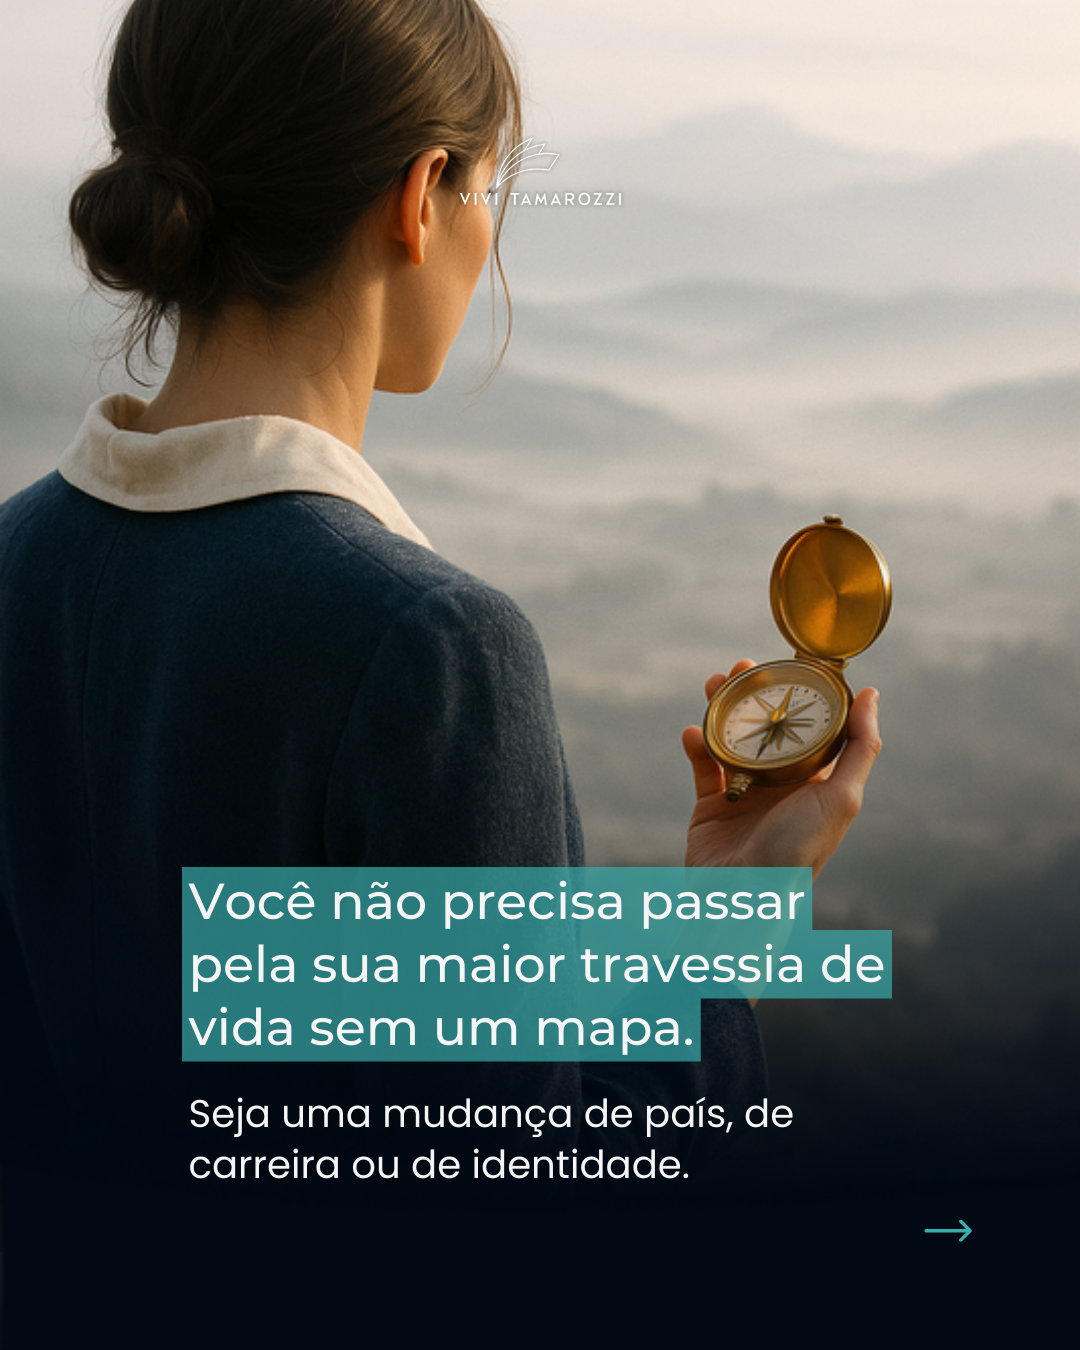 VIVI TAMAROZZI
Você não precisa passar
pela sua maior travessia de
vida sem um mapa.
Seja uma mudança de país, de
carreira ou de identidade.